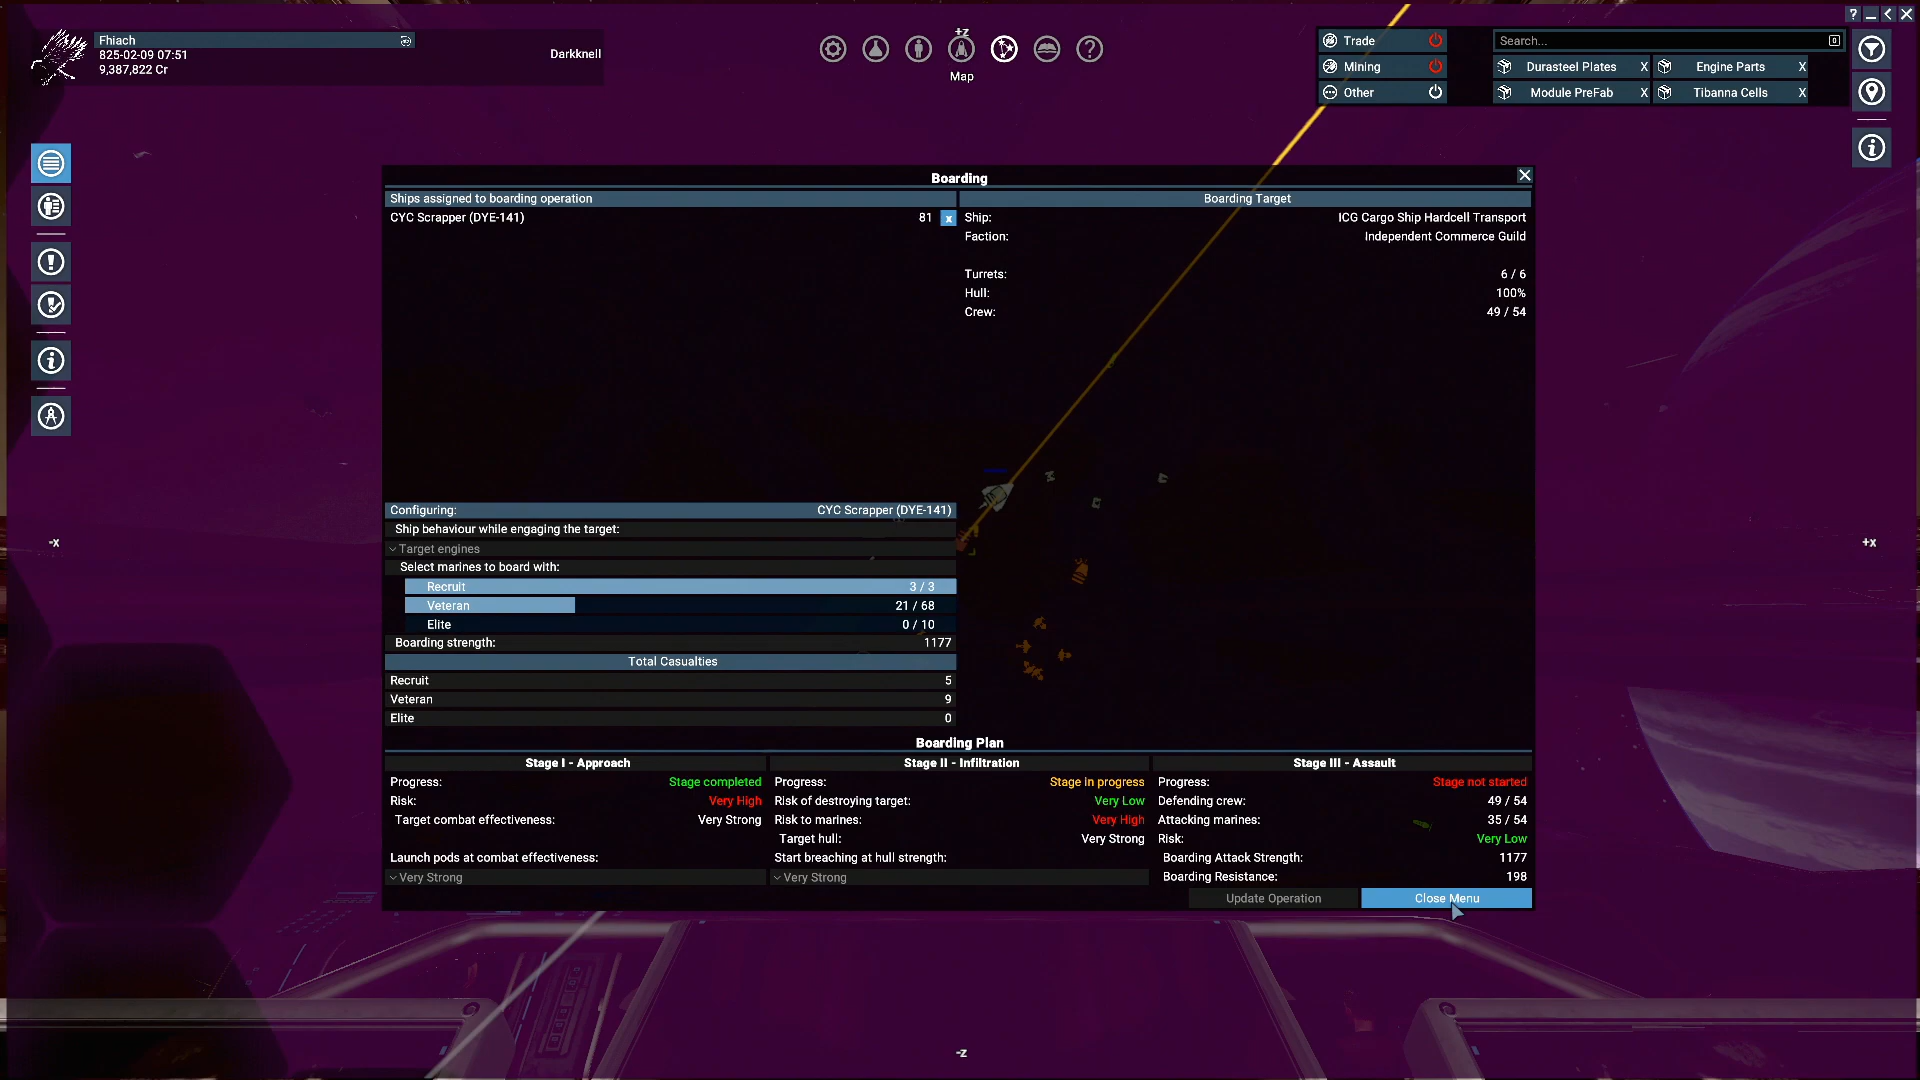 Fhiach
825-02-09 07:51
9,387,822 Cr
Darkknell
+z
Map
Trade
Mining
Other
Search...
Durasteel Plates X
Engine Parts X
Module PreFab X
Tibanna Cells X
-x
+x
-z
Boarding
Ships assigned to boarding operation
CYC Scrapper (DYE-141) 81 x
Boarding Target
Ship: ICG Cargo Ship Hardcell Transport
Faction: Independent Commerce Guild
Turrets: 6 / 6
Hull: 100%
Crew: 49 / 54
Configuring: CYC Scrapper (DYE-141)
Ship behaviour while engaging the target:
Target engines
Select marines to board with:
Recruit 3 / 3
Veteran 21 / 68
Elite 0 / 10
Boarding strength: 1177
Total Casualties
Recruit 5
Veteran 9
Elite 0
Boarding Plan
Stage I - Approach
Progress: Stage completed
Risk: Very High
Target combat effectiveness: Very Strong
Launch pods at combat effectiveness:
Very Strong
Stage II - Infiltration
Progress: Stage in progress
Risk of destroying target: Very Low
Risk to marines: Very High
Target hull: Very Strong
Start breaching at hull strength:
Very Strong
Stage III - Assault
Progress: Stage not started
Defending crew: 49 / 54
Attacking marines: 35 / 54
Risk: Very Low
Boarding Attack Strength: 1177
Boarding Resistance: 198
Update Operation
Close Menu